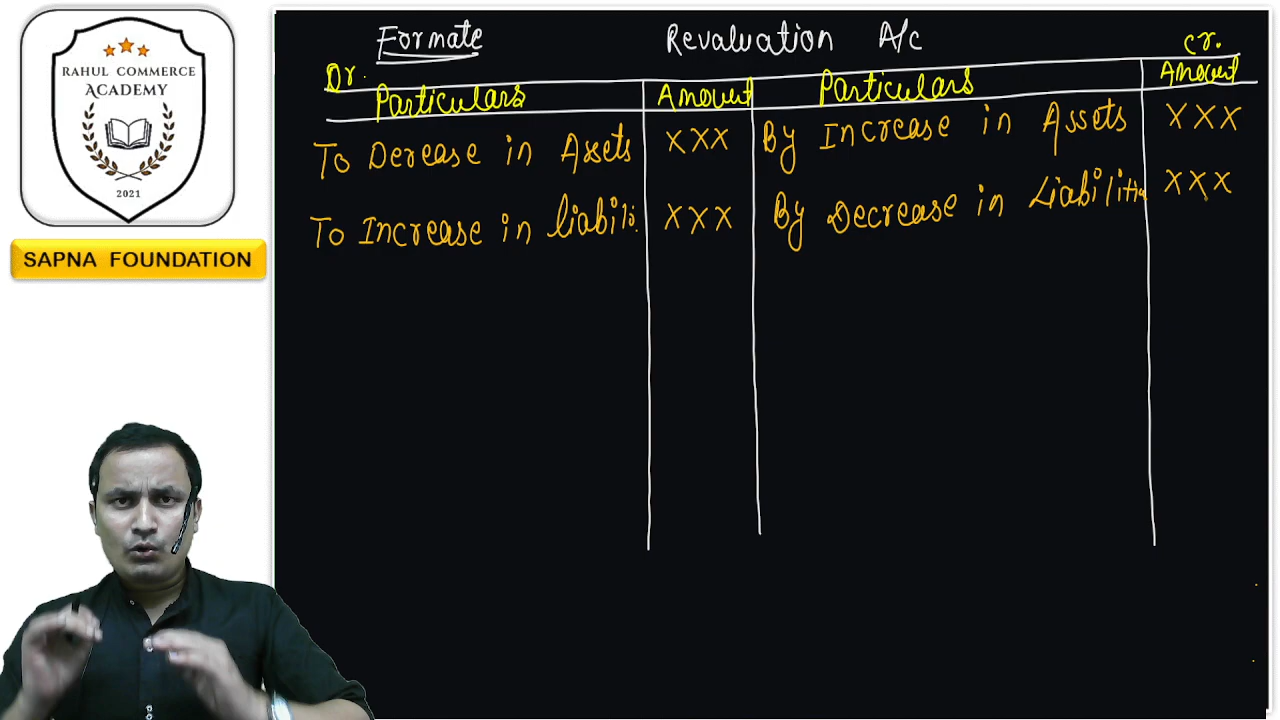 RAHUL COMMERCE
ACADEMY
2021
SAPNA FOUNDATION
Formate Revaluation A/c
Dr. Cr.
Particulars Amount Particulars Amount
To Derease in Assets XXX By Increase in Assets XXX
To Increase in liabili XXX By Decrease in Liabilities XXX